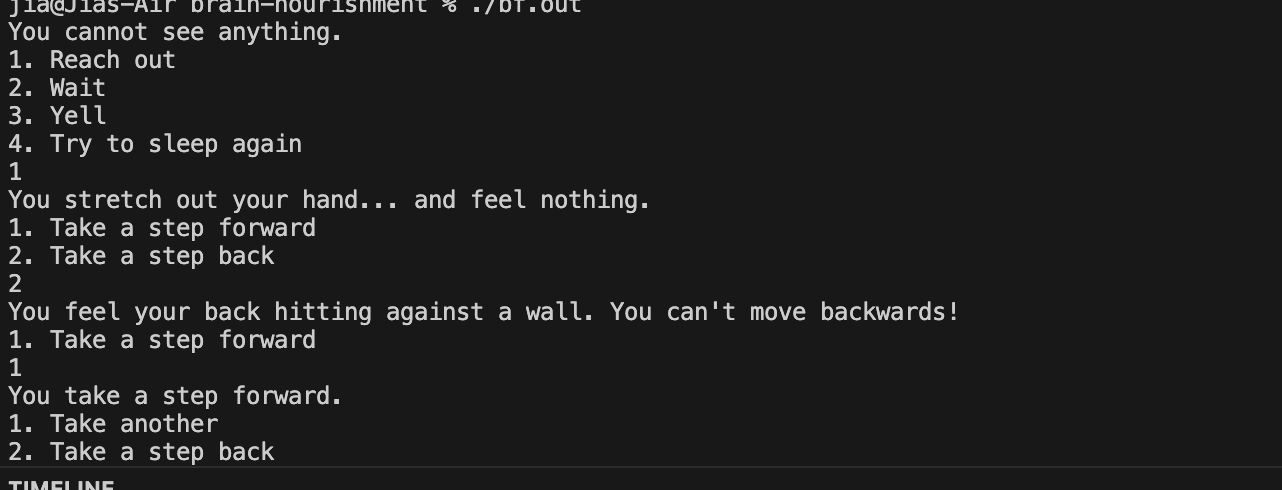 jia@Jias-Air brain-nourishment % ./bf.out
You cannot see anything.
1. Reach out
2. Wait
3. Yell
4. Try to sleep again
1
You stretch out your hand... and feel nothing.
1. Take a step forward
2. Take a step back
2
You feel your back hitting against a wall. You can't move backwards!
1. Take a step forward
1
You take a step forward.
1. Take another
2. Take a step back
TIMELINE